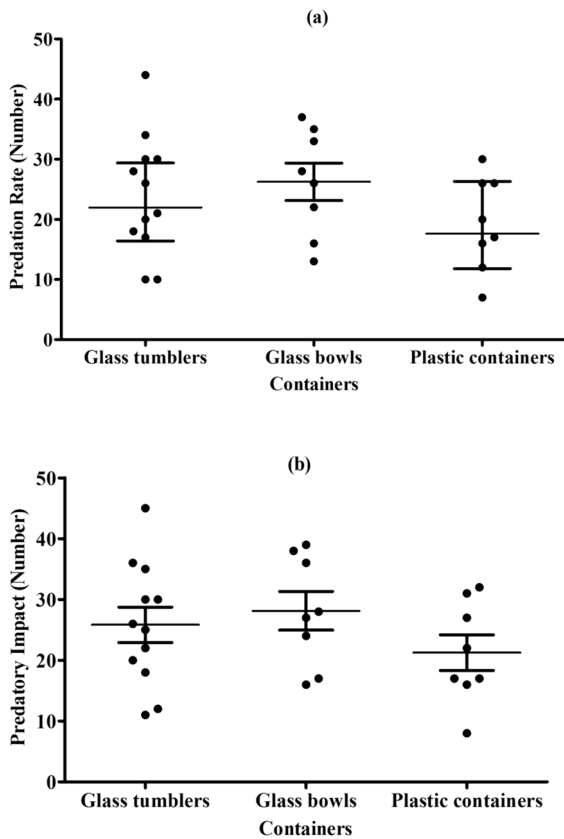 (a)
Predation Rate (Number)
50
40
30
20
10
0
Glass tumblers Glass bowls Plastic containers
Containers
(b)
Predatory Impact (Number)
50
40
30
20
10
0
Glass tumblers Glass bowls Plastic containers
Containers